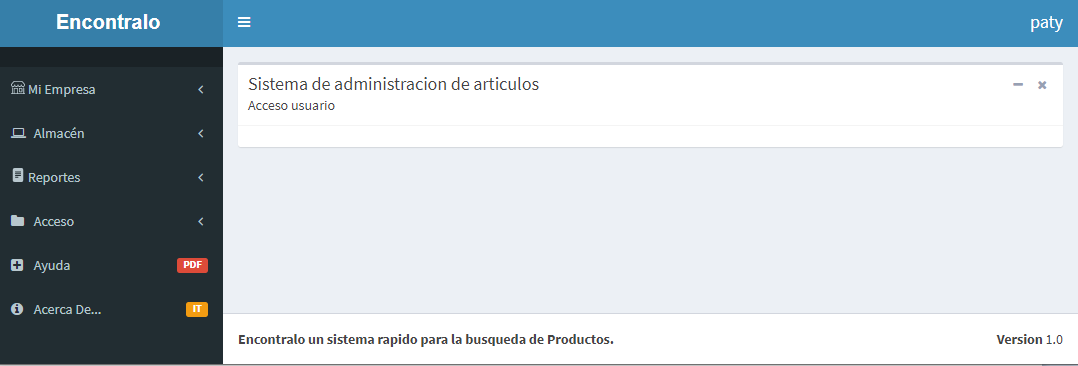 Encontralo
paty
Mi Empresa
Almacén
Reportes
Acceso
Ayuda PDF
Acerca De... IT
Sistema de administracion de articulos
Acceso usuario
Encontralo un sistema rapido para la busqueda de Productos.
Version 1.0